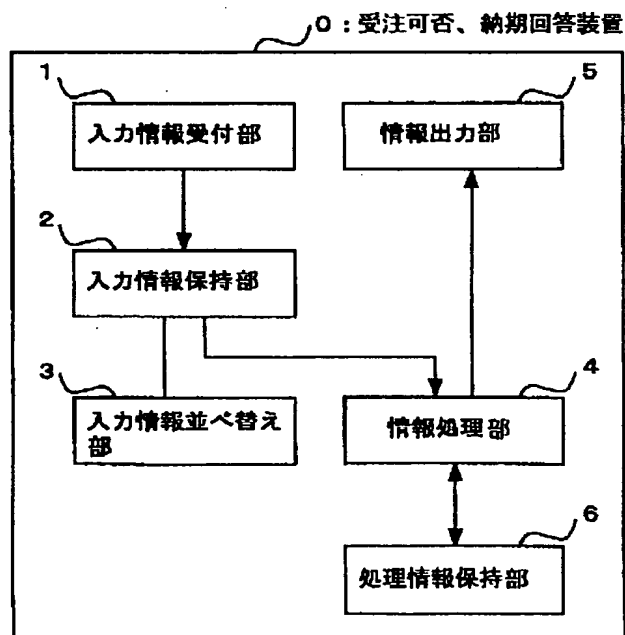 0：受注可否、納期回答装置
1
入力情報受付部
5
情報出力部
2
入力情報保持部
3
入力情報並べ替え
部
4
情報処理部
6
処理情報保持部